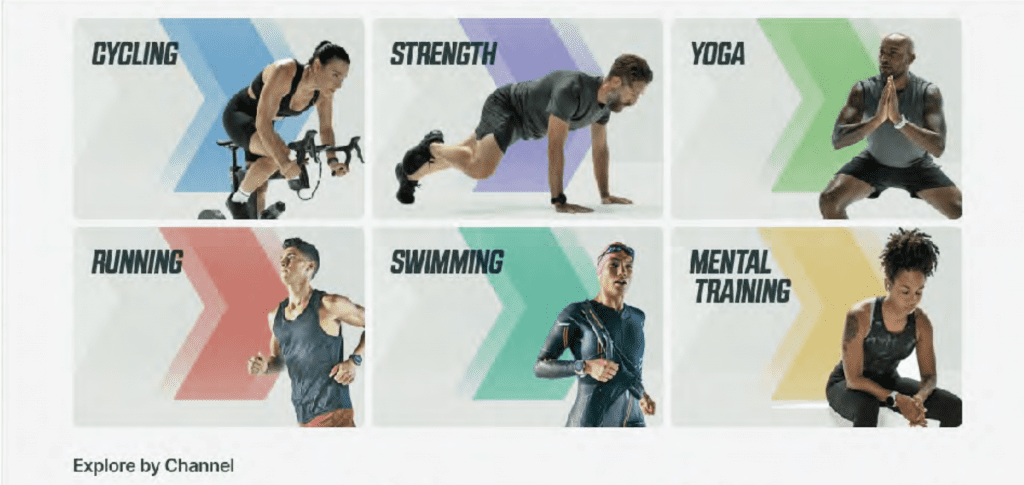 CYCLING
STRENGTH
YOGA
RUNNING
SWIMMING
MENTAL
TRAINING
Explore by Channel